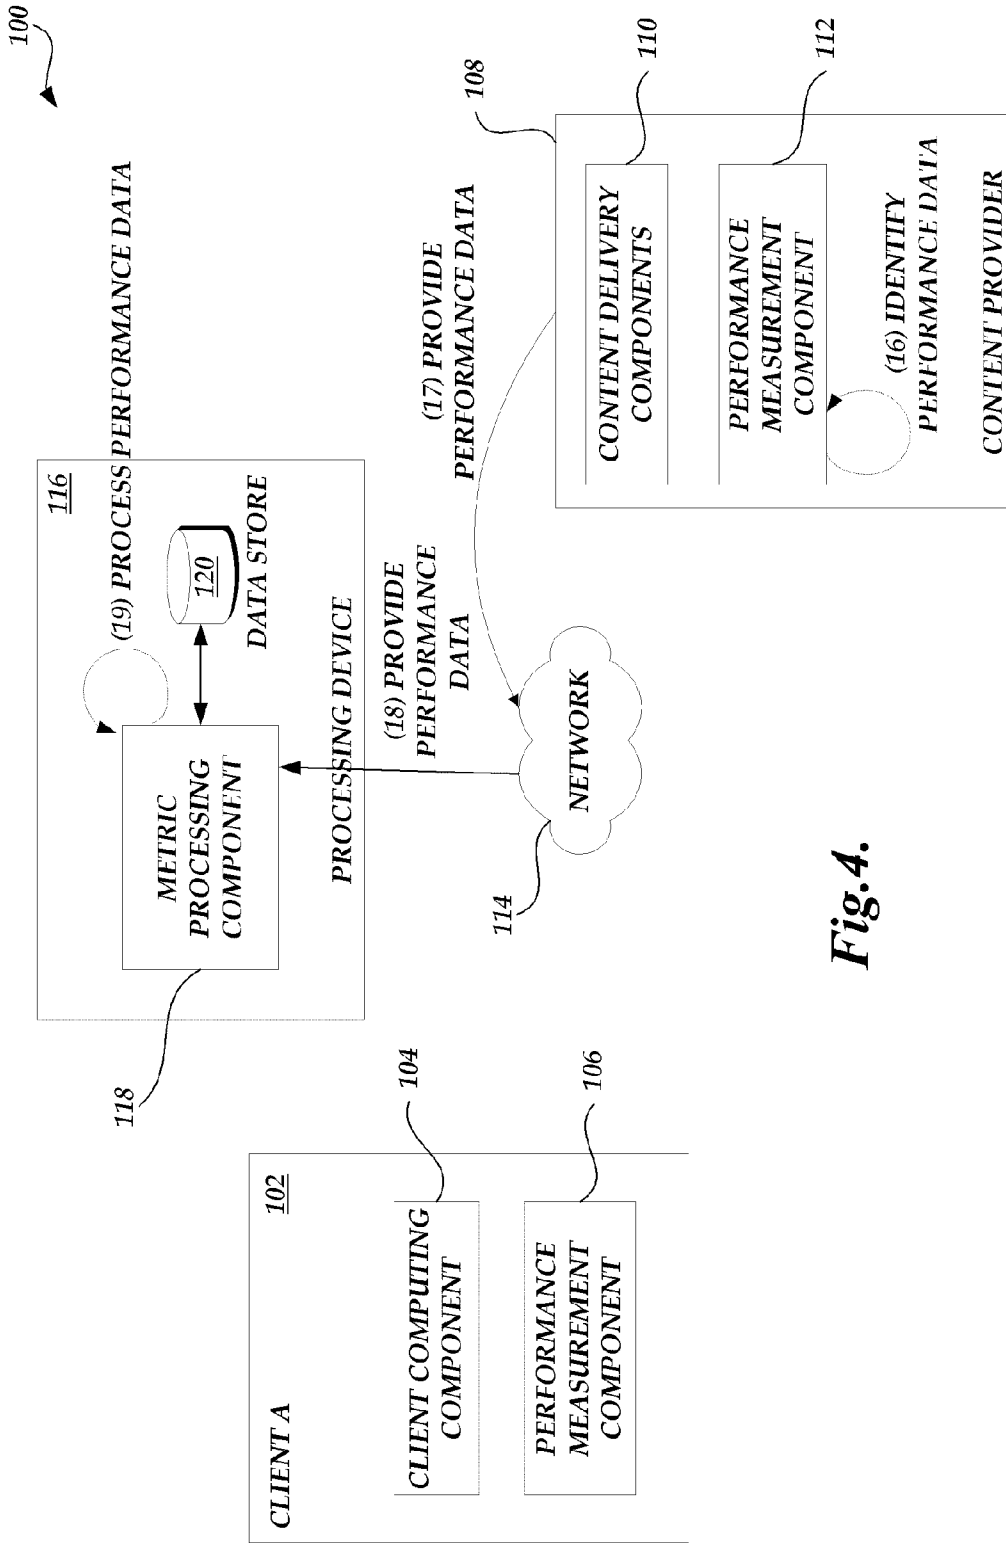 100
116
(19) PROCESS PERFORMANCE DATA
120
DATA STORE
METRIC
PROCESSING
COMPONENT
PROCESSING DEVICE
118
(18) PROVIDE
PERFORMANCE
DATA
(17) PROVIDE
PERFORMANCE DATA
NETWORK
114
102
CLIENT A
CLIENT COMPUTING
COMPONENT
104
PERFORMANCE
MEASUREMENT
COMPONENT
106
108
CONTENT DELIVERY
COMPONENTS
110
PERFORMANCE
MEASUREMENT
COMPONENT
112
(16) IDENTIFY
PERFORMANCE DATA
CONTENT PROVIDER
Fig.4.